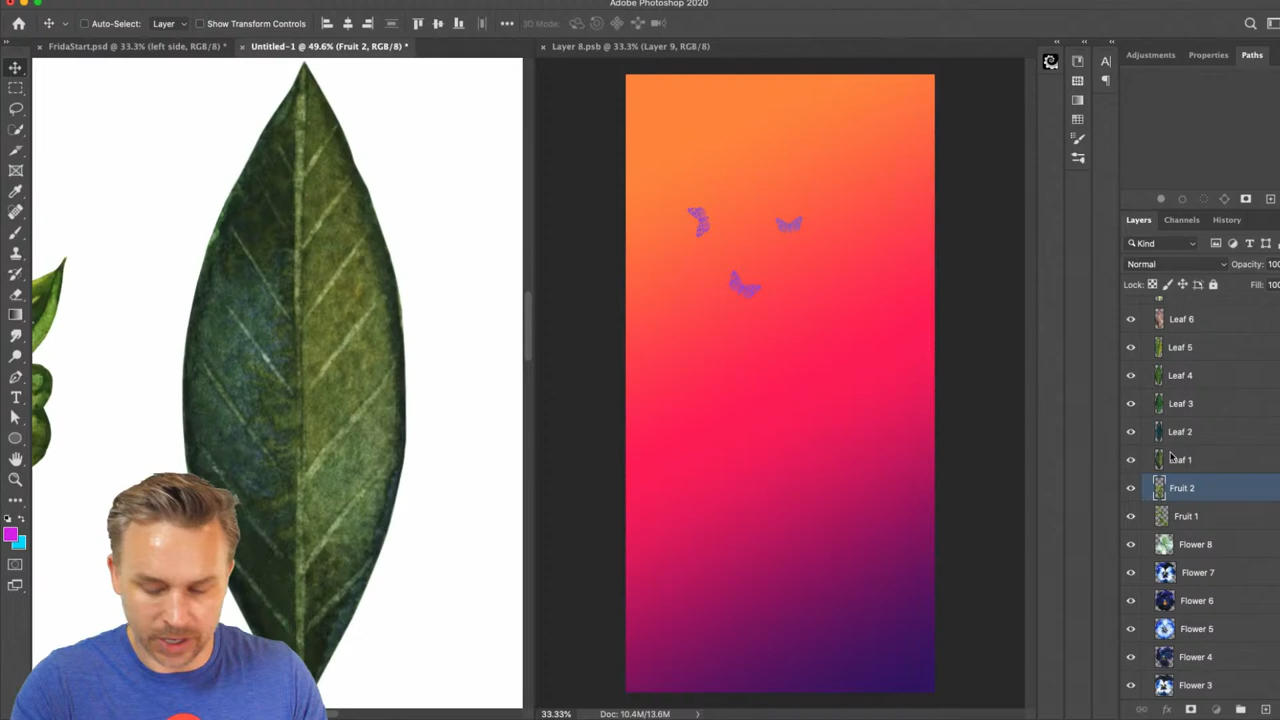 Adobe Photoshop 2020
Auto-Select: Layer Show Transform Controls 3D Mode:
FridaStart.psd @ 33.3% (left side, RGB/8) *
Untitled-1 @ 49.6% (Fruit 2, RGB/8) *
Layer 8.psb @ 33.3% (Layer 9, RGB/8)
Adjustments Properties Paths
Layers Channels History
Kind
Normal Opacity: 100
Lock: Fill: 100
Leaf 6
Leaf 5
Leaf 4
Leaf 3
Leaf 2
eaf 1
Fruit 2
Fruit 1
Flower 8
Flower 7
Flower 6
Flower 5
Flower 4
Flower 3
33.33% Doc: 10.4M/13.6M